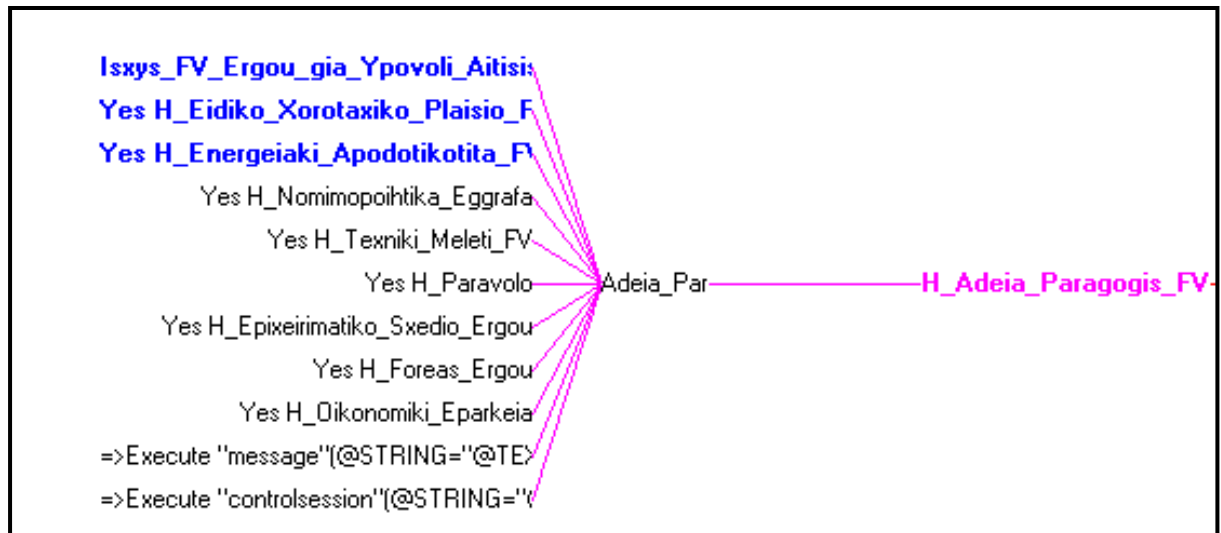 Isxys_FV_Ergou_gia_Ypovoli_Aitisis
Yes H_Eidiko_Xorotaxiko_Plaisio_F
Yes H_Energeiaki_Apodotikotita_FV
Yes H_Nomimopoihtika_Eggrafa
Yes H_Texniki_Meleti_FV
Yes H_Paravolo
Adeia_Par
H_Adeia_Paragogis_FV
Yes H_Epixeirimatiko_Sxedio_Ergou
Yes H_Foreas_Ergou
Yes H_Oikonomiki_Eparkeia
=>Execute "message"(@STRING="@TEX
=>Execute "controlsession"(@STRING="